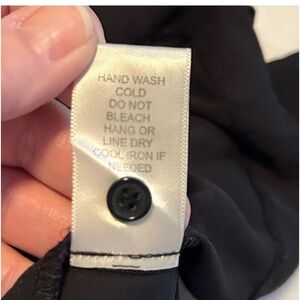 HAND WASH
COLD
DO NOT
BLEACH
HANG OR
LINE DRY
COOL IRON IF
NEEDED